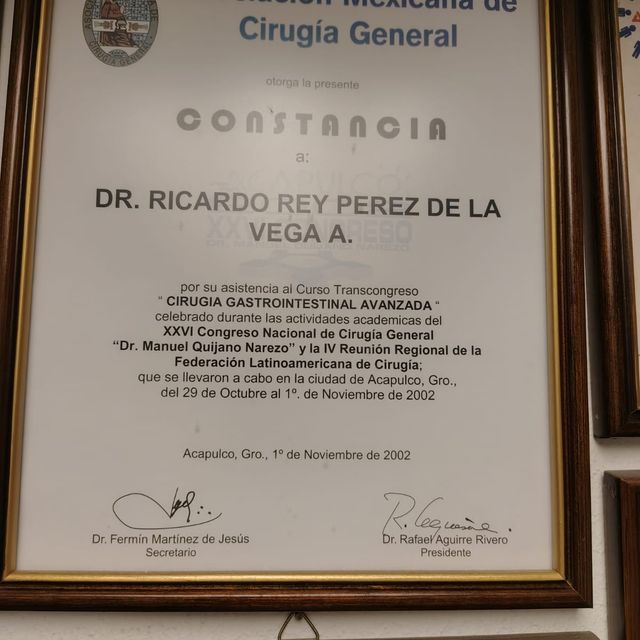 Mexicana de
Cirugía General
otorga la presente
CONSTANCIA
a:
DR. RICARDO REY PEREZ DE LA
VEGA A.
por su asistencia al Curso Transcongreso
“ CIRUGIA GASTROINTESTINAL AVANZADA “
celebrado durante las actividades academicas del
XXVI Congreso Nacional de Cirugía General
“Dr. Manuel Quijano Narezo” y la IV Reunión Regional de la
Federación Latinoamericana de Cirugía;
que se llevaron a cabo en la ciudad de Acapulco, Gro.,
del 29 de Octubre al 1º. de Noviembre de 2002
Acapulco, Gro., 1º de Noviembre de 2002
Dr. Fermín Martínez de Jesús
Secretario
Dr. Rafael Aguirre Rivero
Presidente